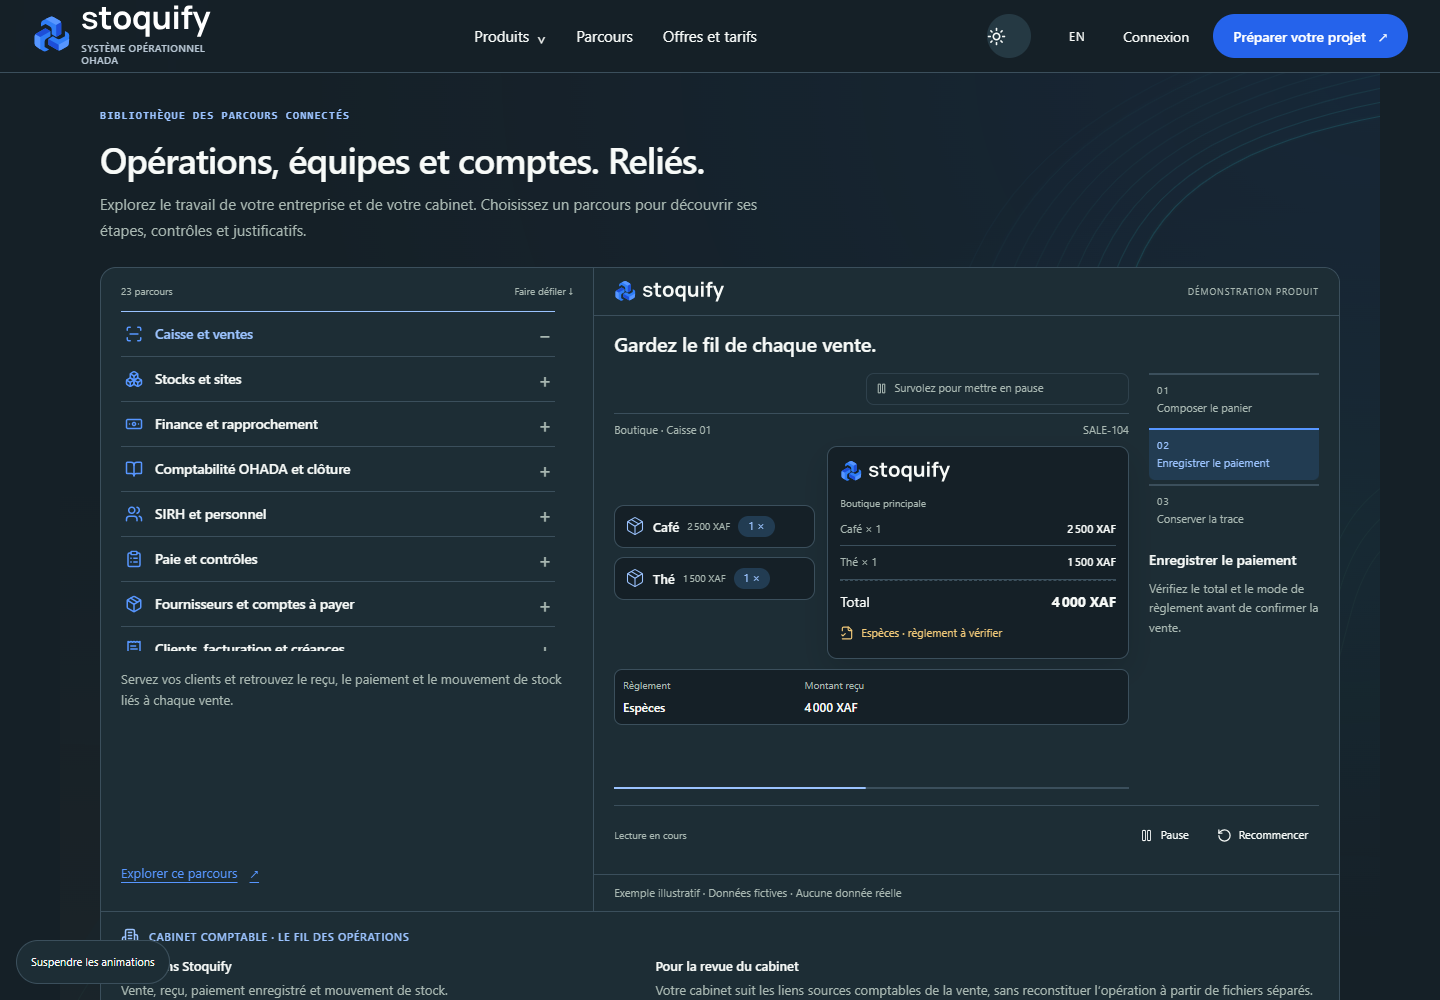 stoquify
SYSTÈME OPÉRATIONNEL
OHADA
Produits
Parcours
Offres et tarifs
EN
Connexion
Préparer votre projet ↗
BIBLIOTHÈQUE DES PARCOURS CONNECTÉS
Opérations, équipes et comptes. Reliés.
Explorez le travail de votre entreprise et de votre cabinet. Choisissez un parcours pour découvrir ses
étapes, contrôles et justificatifs.
23 parcours
Faire défiler ↓
Caisse et ventes −
Stocks et sites +
Finance et rapprochement +
Comptabilité OHADA et clôture +
SIRH et personnel +
Paie et contrôles +
Fournisseurs et comptes à payer +
Clients, facturation et créances
Servez vos clients et retrouvez le reçu, le paiement et le mouvement de stock
liés à chaque vente.
Explorer ce parcours ↗
stoquify
DÉMONSTRATION PRODUIT
Gardez le fil de chaque vente.
Survolez pour mettre en pause
Boutique · Caisse 01
SALE-104
Café 2 500 XAF 1 ×
Thé 1 500 XAF 1 ×
stoquify
Boutique principale
Café × 1 2 500 XAF
Thé × 1 1 500 XAF
Total 4 000 XAF
Espèces · règlement à vérifier
Règlement
Espèces
Montant reçu
4 000 XAF
01
Composer le panier
02
Enregistrer le paiement
03
Conserver la trace
Enregistrer le paiement
Vérifiez le total et le mode de
règlement avant de confirmer la
vente.
Lecture en cours
Pause
Recommencer
Exemple illustratif · Données fictives · Aucune donnée réelle
CABINET COMPTABLE · LE FIL DES OPÉRATIONS
Suspendre les animations
Stoquify
Vente, reçu, paiement enregistré et mouvement de stock.
Pour la revue du cabinet
Votre cabinet suit les liens sources comptables de la vente, sans reconstituer l'opération à partir de fichiers séparés.